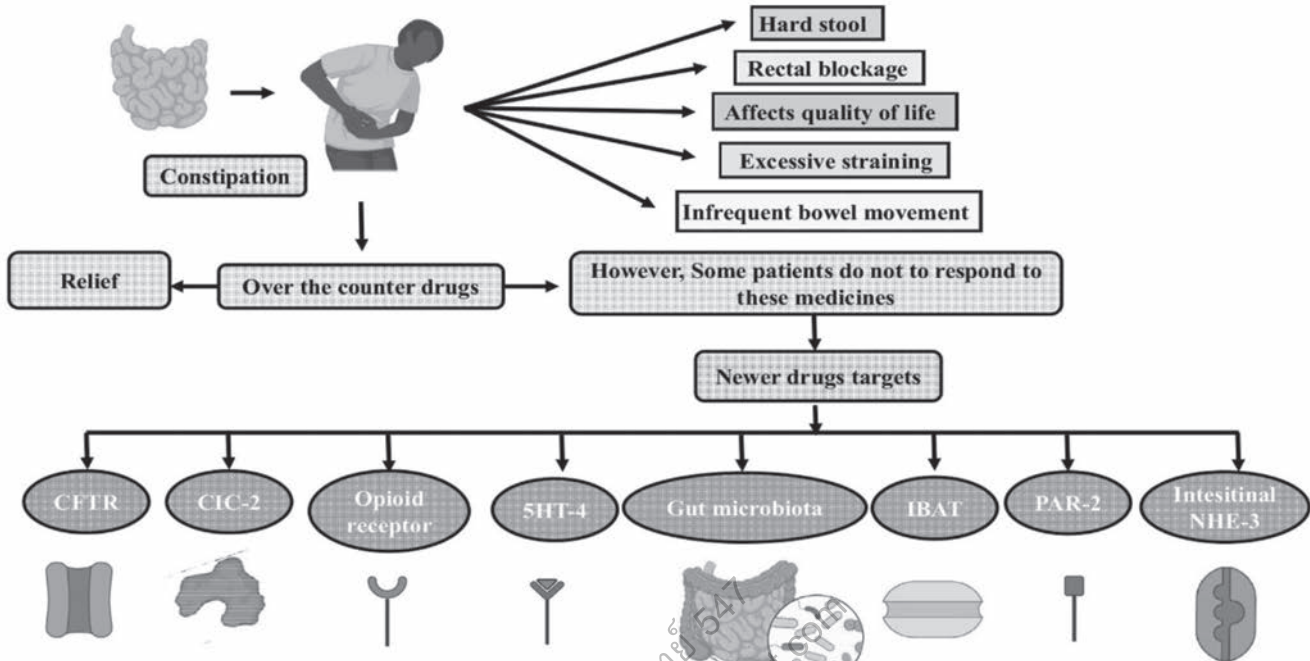 Hard stool
Rectal blockage
Affects quality of life
Excessive straining
Infrequent bowel movement
Constipation
Relief
Over the counter drugs
However, Some patients do not to respond to
these medicines
Newer drugs targets
CFTR
CIC-2
Opioid
receptor
5HT-4
Gut microbiota
IBAT
PAR-2
Intesitinal
NHE-3
547
com